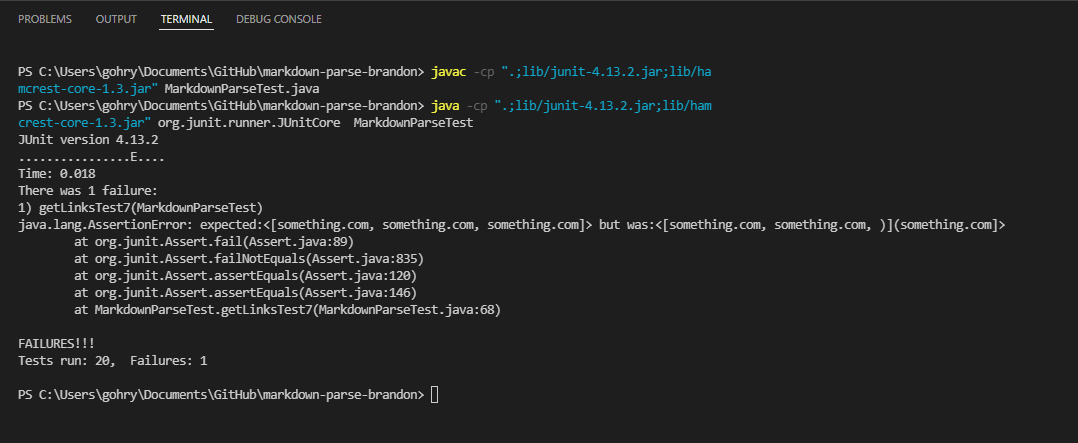 PROBLEMS OUTPUT TERMINAL DEBUG CONSOLE
PS C:\Users\gohry\Documents\GitHub\markdown-parse-brandon> javac -cp ".;lib/junit-4.13.2.jar;lib/ha
mcrest-core-1.3.jar" MarkdownParseTest.java
PS C:\Users\gohry\Documents\GitHub\markdown-parse-brandon> java -cp ".;lib/junit-4.13.2.jar;lib/ham
crest-core-1.3.jar" org.junit.runner.JUnitCore  MarkdownParseTest
JUnit version 4.13.2
................E....
Time: 0.018
There was 1 failure:
1) getLinksTest7(MarkdownParseTest)
java.lang.AssertionError: expected:<[something.com, something.com, something.com]> but was:<[something.com, something.com, )](something.com]>
        at org.junit.Assert.fail(Assert.java:89)
        at org.junit.Assert.failNotEquals(Assert.java:835)
        at org.junit.Assert.assertEquals(Assert.java:120)
        at org.junit.Assert.assertEquals(Assert.java:146)
        at MarkdownParseTest.getLinksTest7(MarkdownParseTest.java:68)
FAILURES!!!
Tests run: 20,  Failures: 1
PS C:\Users\gohry\Documents\GitHub\markdown-parse-brandon>